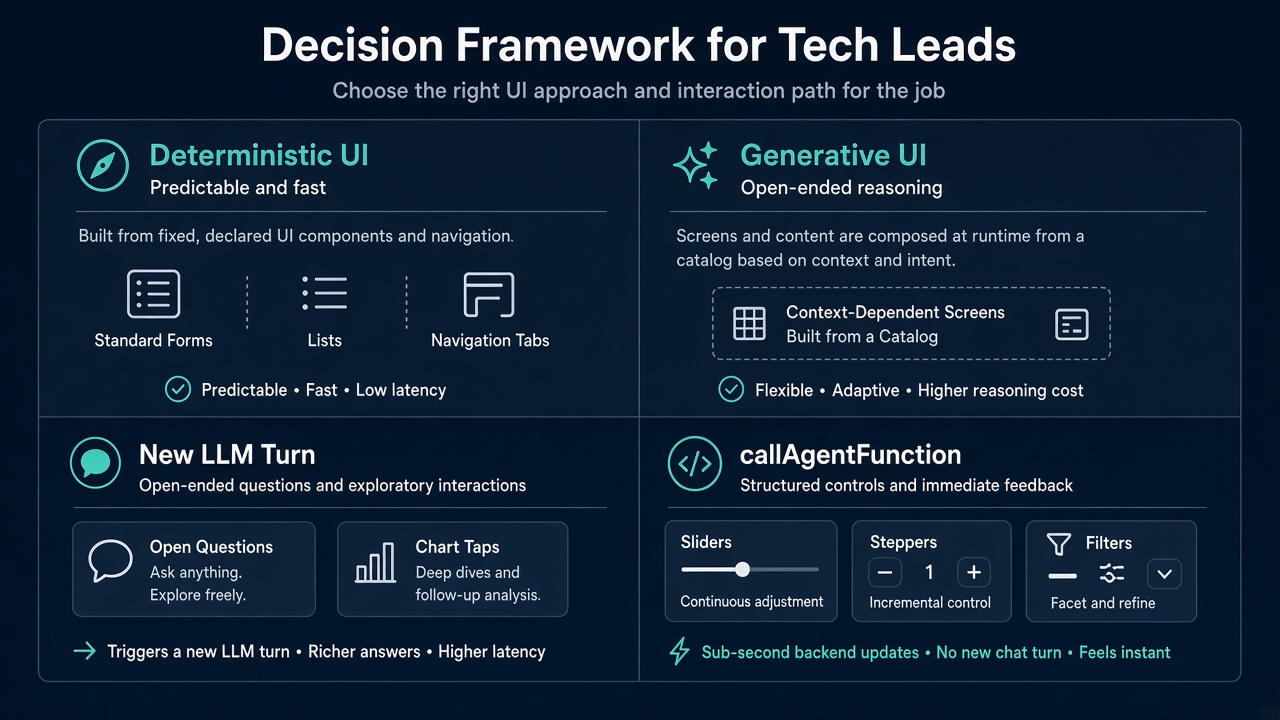 Decision Framework for Tech Leads
Choose the right UI approach and interaction path for the job
Deterministic UI
Predictable and fast
Built from fixed, declared UI components and navigation.
Standard Forms
Lists
Navigation Tabs
Predictable • Fast • Low latency
Generative UI
Open-ended reasoning
Screens and content are composed at runtime from a
catalog based on context and intent.
Context-Dependent Screens
Built from a Catalog
Flexible • Adaptive • Higher reasoning cost
New LLM Turn
Open-ended questions and exploratory interactions
Open Questions
Ask anything.
Explore freely.
Chart Taps
Deep dives and
follow-up analysis.
Triggers a new LLM turn • Richer answers • Higher latency
callAgentFunction
Structured controls and immediate feedback
Sliders
Continuous adjustment
Steppers
− 1 +
Incremental control
Filters
Facet and refine
Sub-second backend updates • No new chat turn • Feels instant